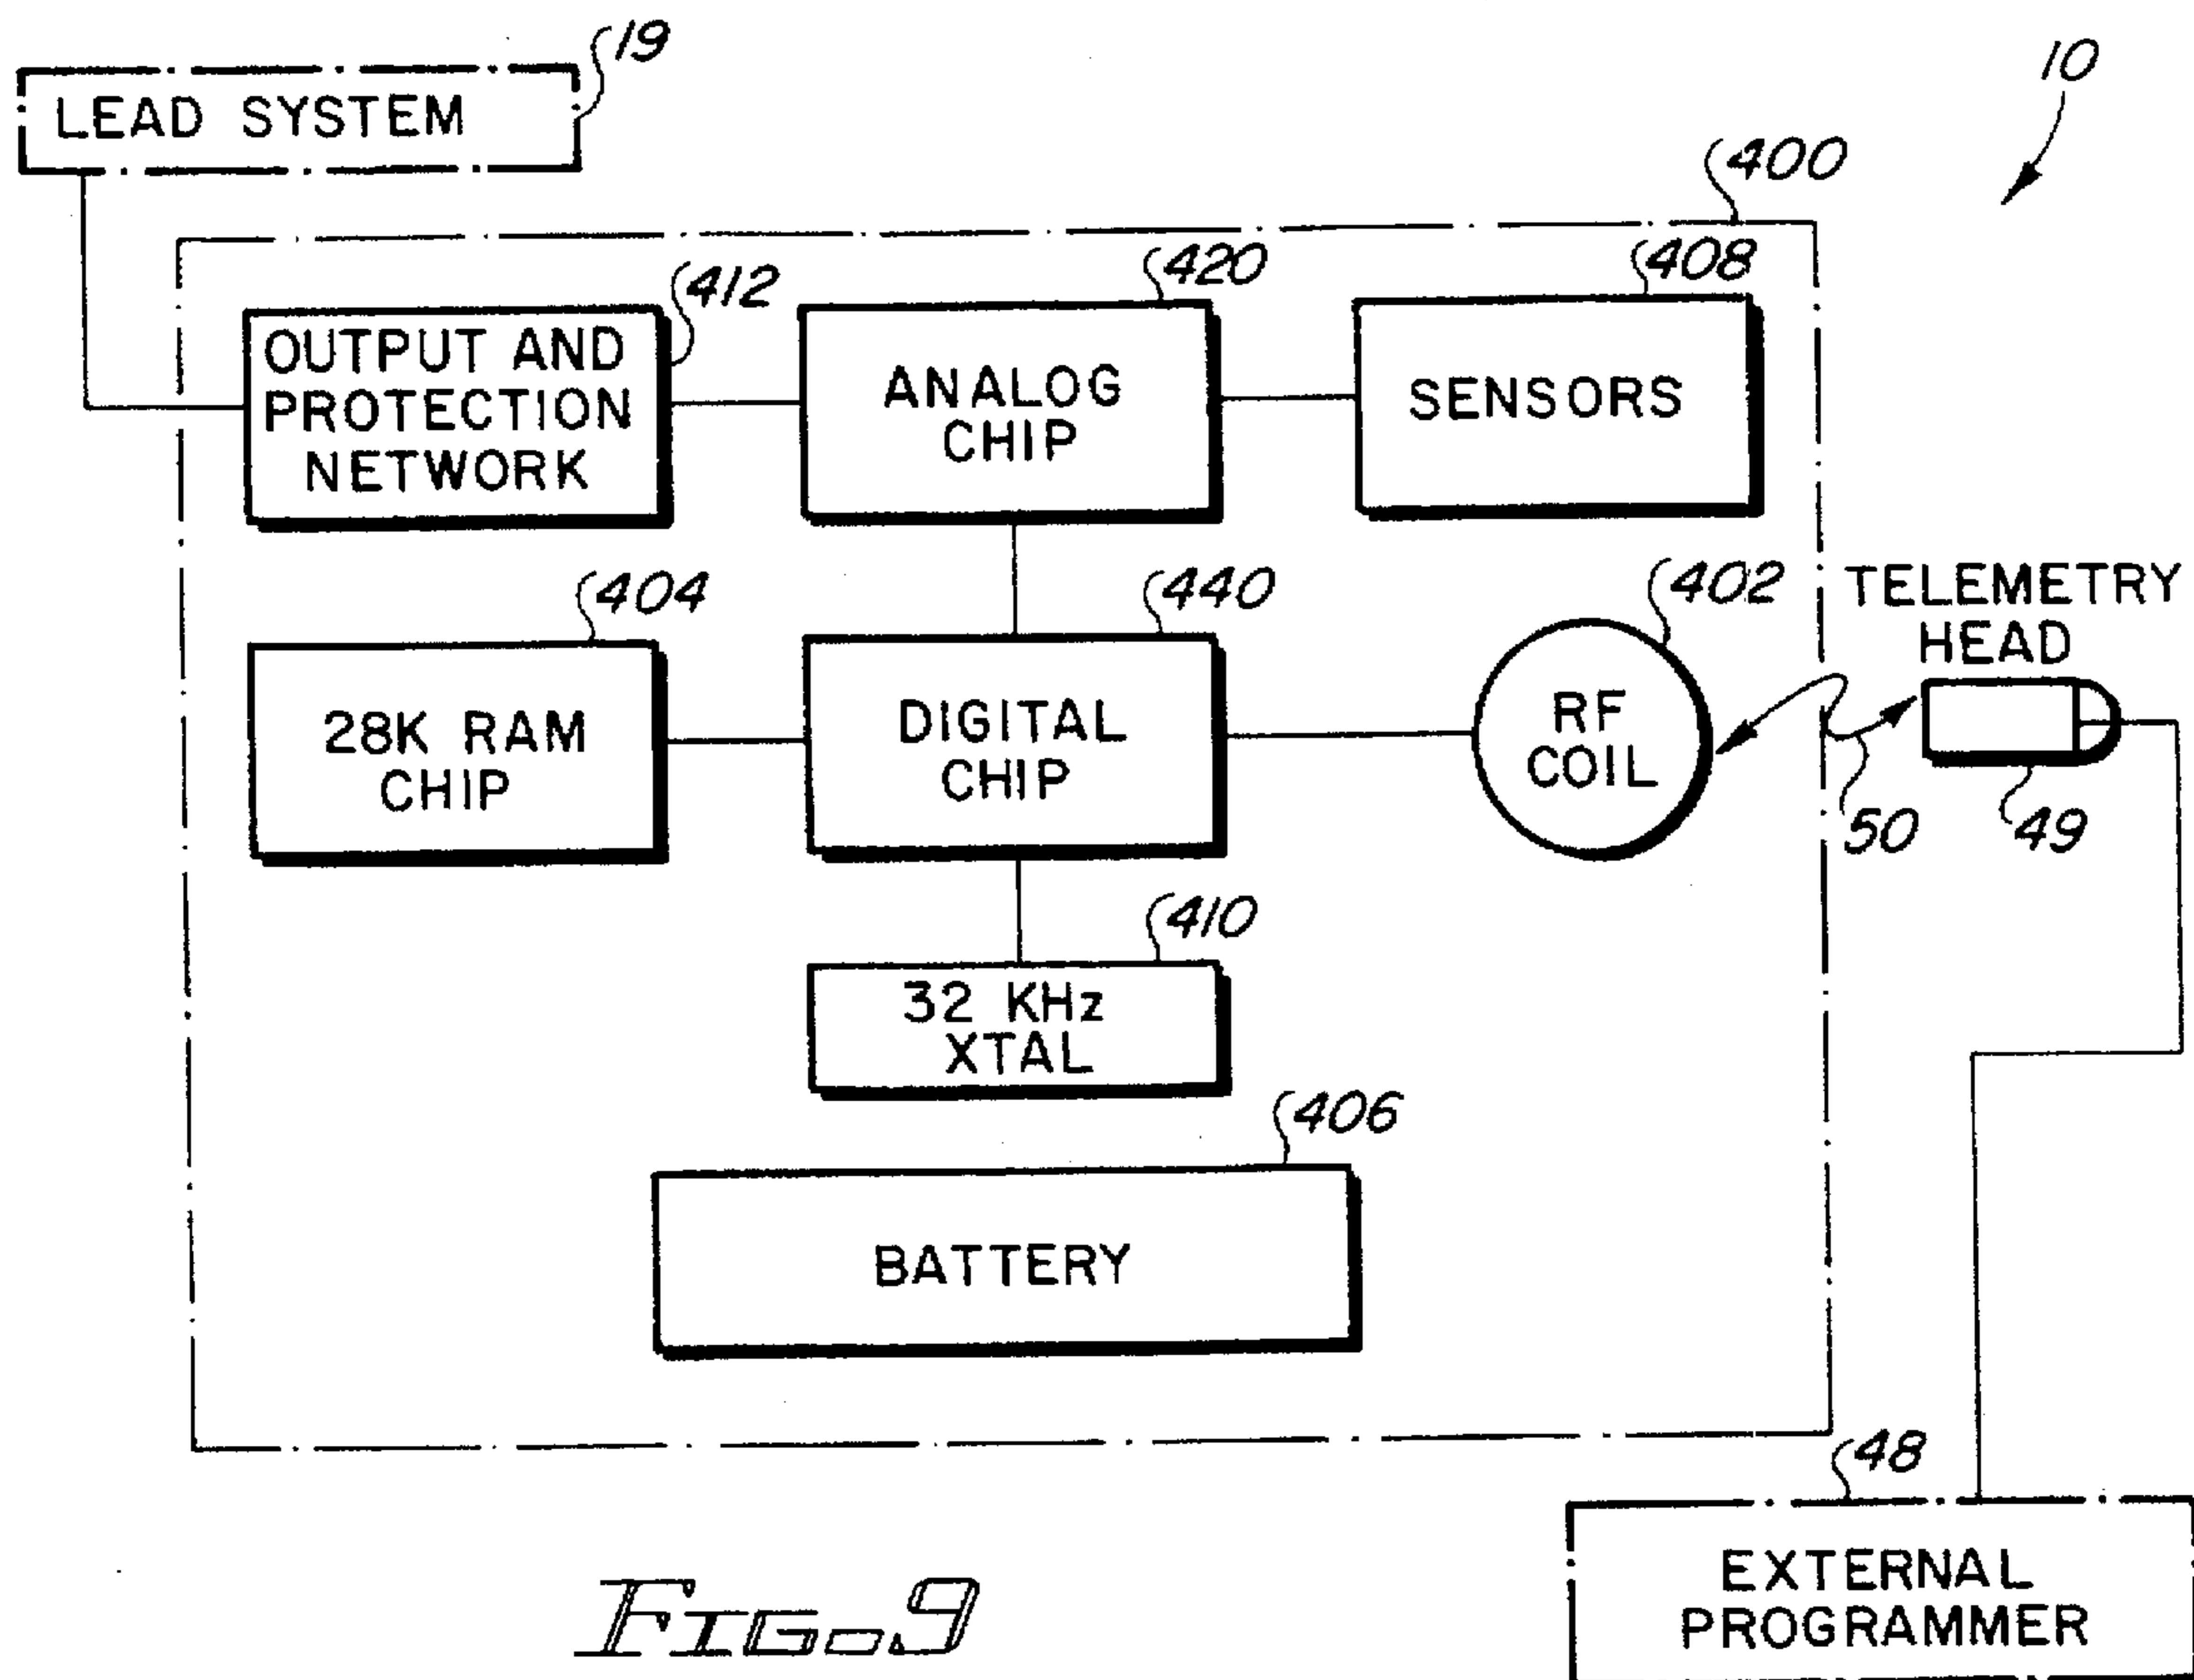 19
LEAD SYSTEM
10
400
412
420
408
OUTPUT AND
PROTECTION
NETWORK
ANALOG
CHIP
SENSORS
404
440
402
TELEMETRY
HEAD
28K RAM
CHIP
DIGITAL
CHIP
RF
COIL
50
49
410
32 KHz
XTAL
406
BATTERY
48
EXTERNAL
PROGRAMMER
FIG. 9